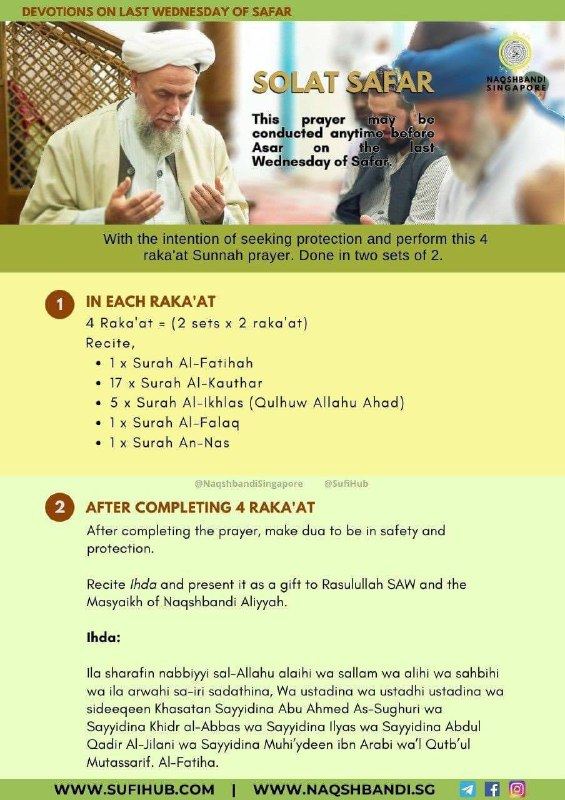 DEVOTIONS ON LAST WEDNESDAY OF SAFAR
SOLAT SAFAR
NAQSHBANDI
SINGAPORE
This prayer may be
conducted anytime before
Asar on the last
Wednesday of Safar.
With the intention of seeking protection and perform this 4
raka'at Sunnah prayer. Done in two sets of 2.
1
IN EACH RAKA'AT
4 Raka'at = (2 sets x 2 raka'at)
Recite,
• 1 x Surah Al-Fatihah
• 17 x Surah Al-Kauthar
• 5 x Surah Al-Ikhlas (Qulhuw Allahu Ahad)
• 1 x Surah Al-Falaq
• 1 x Surah An-Nas
@NaqshbandiSingapore @SufiHub
2
AFTER COMPLETING 4 RAKA'AT
After completing the prayer, make dua to be in safety and
protection.
Recite Ihda and present it as a gift to Rasulullah SAW and the
Masyaikh of Naqshbandi Aliyyah.
Ihda:
Ila sharafin nabbiyyi sal-Allahu alaihi wa sallam wa alihi wa sahbihi
wa ila arwahi sa-iri sadathina, Wa ustadina wa ustadhi ustadina wa
sideeqeen Khasatan Sayyidina Abu Ahmed As-Sughuri wa
Sayyidina Khidr al-Abbas wa Sayyidina Ilyas wa Sayyidina Abdul
Qadir Al-Jilani wa Sayyidina Muhi'ydeen ibn Arabi wa'l Qutb'ul
Mutassarif. Al-Fatiha.
WWW.SUFIHUB.COM | WWW.NAQSHBANDI.SG